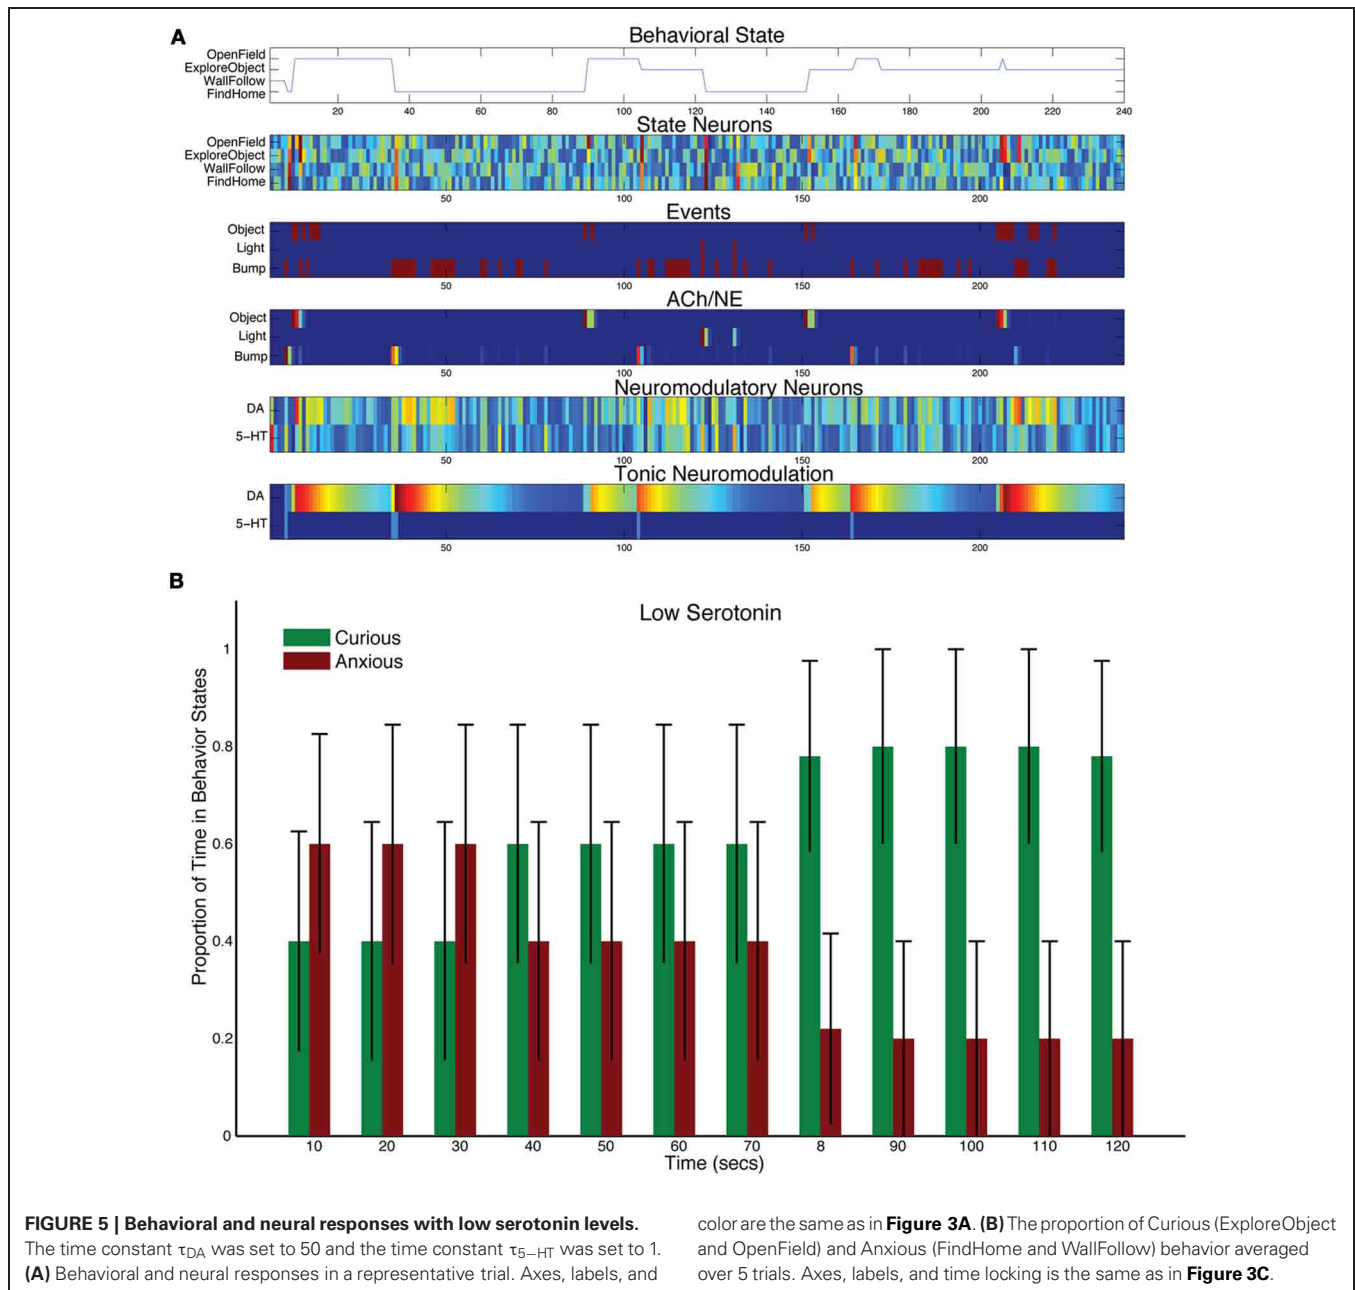 A
Behavioral State
OpenField
ExploreObject
WallFollow
FindHome
20 40 60 80 100 120 140 160 180 200 220 240
State Neurons
OpenField
ExploreObject
WallFollow
FindHome
50 100 150 200
Events
Object
Light
Bump
50 100 150 200
ACh/NE
Object
Light
Bump
50 100 150 200
Neuromodulatory Neurons
DA
5-HT
50 100 150 200
Tonic Neuromodulation
DA
5-HT
50 100 150 200
B
Low Serotonin
Curious
Anxious
Proportion of Time in Behavior States
1
0.8
0.6
0.4
0.2
0
10 20 30 40 50 60 70 8 90 100 110 120
Time (secs)
FIGURE 5 | Behavioral and neural responses with low serotonin levels.
The time constant τDA was set to 50 and the time constant τ5−HT was set to 1.
(A) Behavioral and neural responses in a representative trial. Axes, labels, and
color are the same as in Figure 3A. (B) The proportion of Curious (ExploreObject
and OpenField) and Anxious (FindHome and WallFollow) behavior averaged
over 5 trials. Axes, labels, and time locking is the same as in Figure 3C.